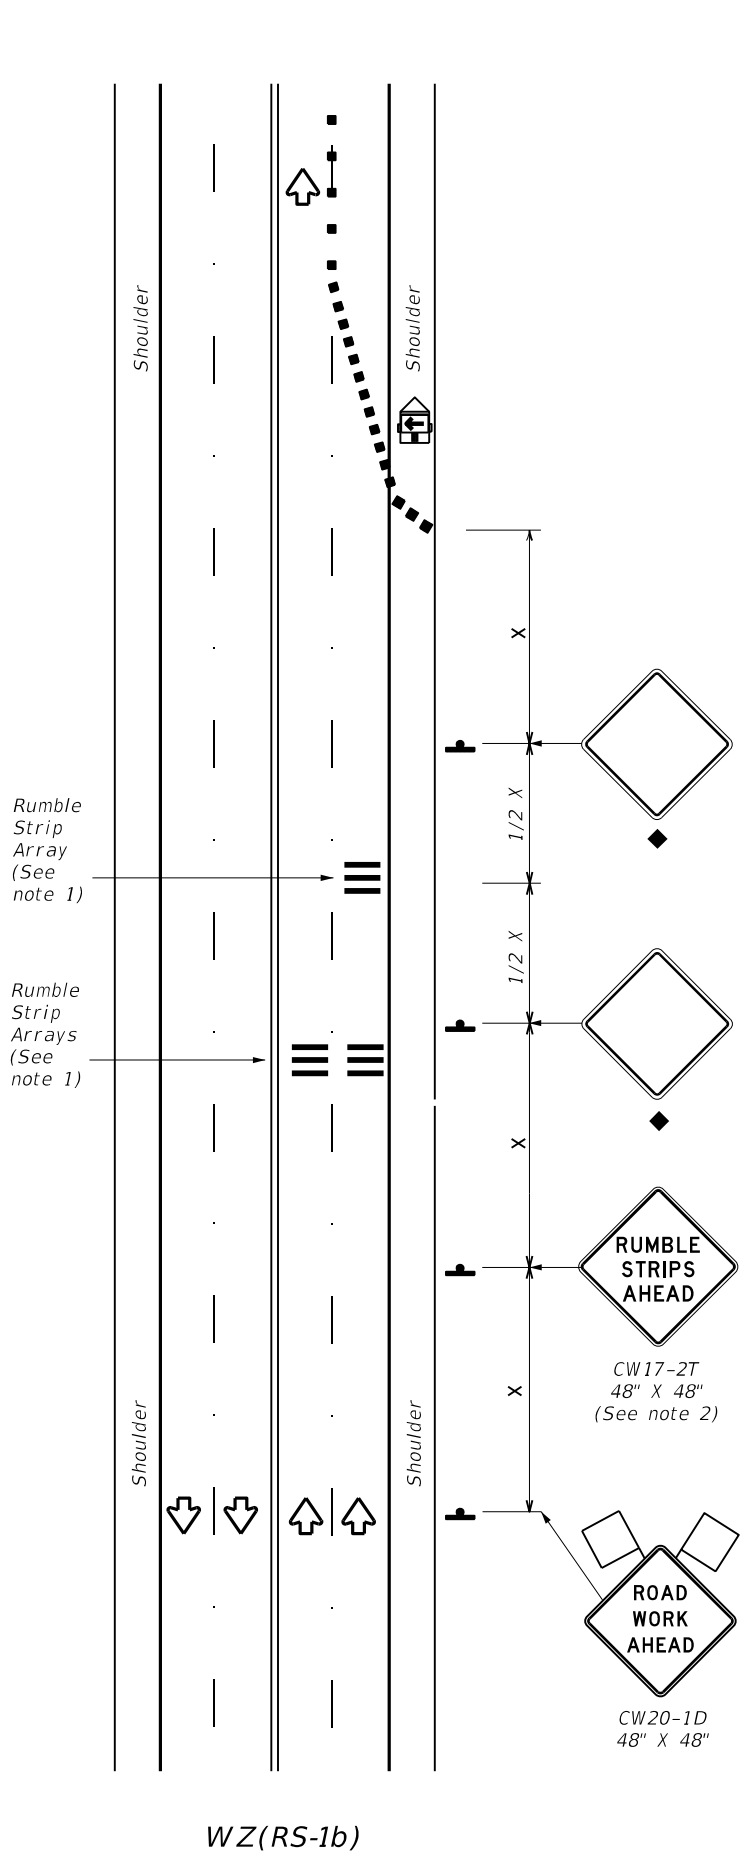 Shoulder
Shoulder
X
1/2 X
Rumble
Strip
Array
(See
note 1)
1/2 X
Rumble
Strip
Arrays
(See
note 1)
X
RUMBLE
STRIPS
AHEAD
CW17-2T
48" X 48"
(See note 2)
X
Shoulder
Shoulder
ROAD
WORK
AHEAD
CW20-1D
48" X 48"
WZ(RS-1b)